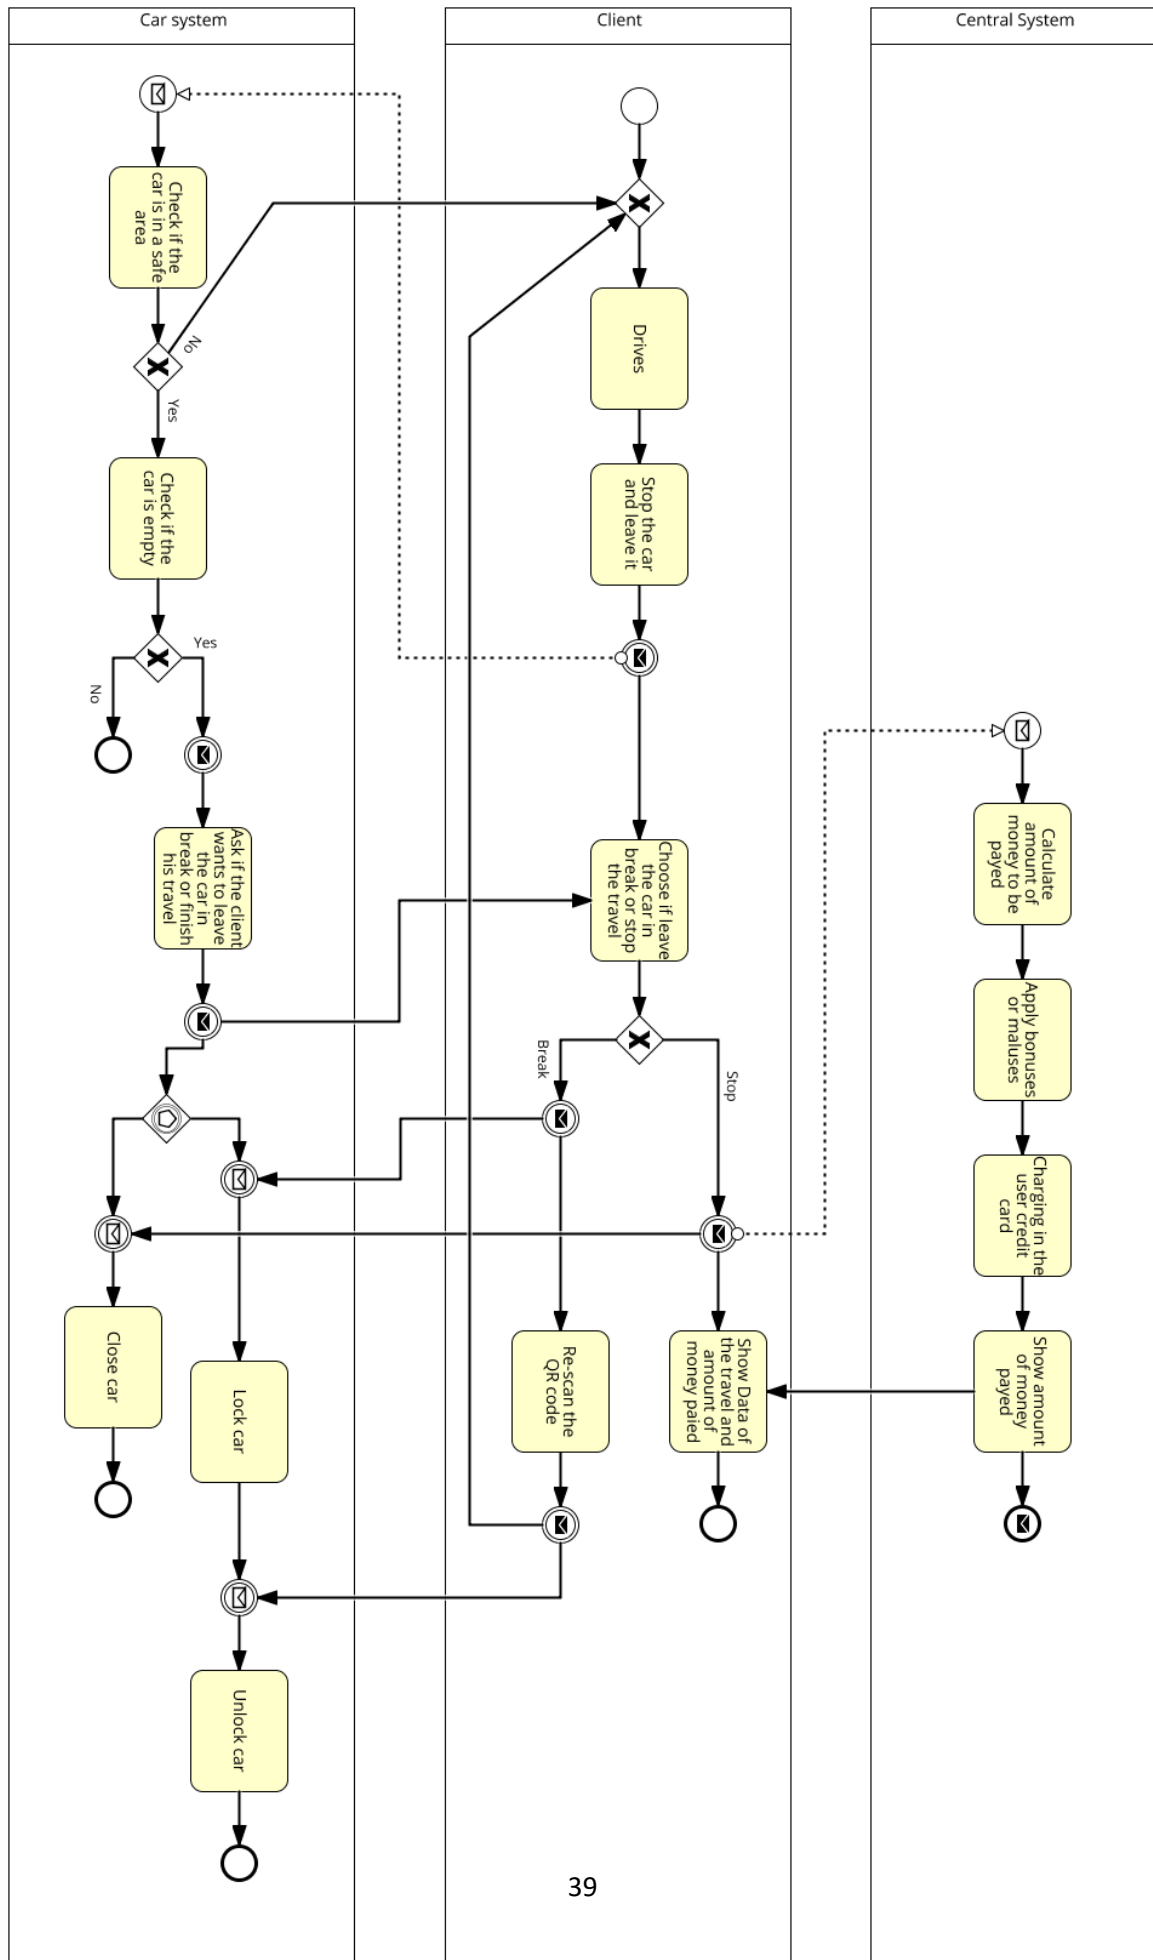 Car system
Client
Central System
Check if the
car is in a safe
area
No
Yes
Check if the
car is empty
Yes
No
Ask if the client
wants to leave
the car in
break or finish
his travel
Close car
Lock car
Unlock car
Drives
Stop the car
and leave it
Choose if leave
the car in
break or stop
the travel
Break
Stop
Re-scan the
QR code
Show Data of
the travel and
amount of
money paied
Calculate
amount of
money to be
payed
Apply bonuses
or maluses
Charging in the
user credit
card
Show amount
of money
payed
39